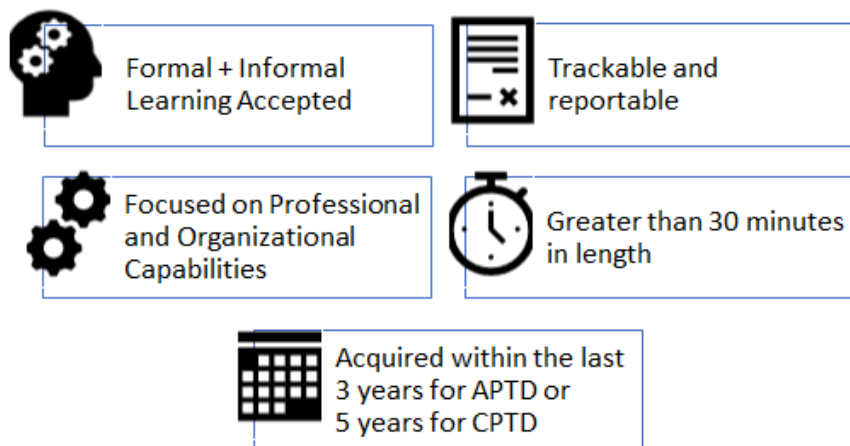 Formal + Informal
Learning Accepted
Trackable and
reportable
Focused on Professional
and Organizational
Capabilities
Greater than 30 minutes
in length
Acquired within the last
3 years for APTD or
5 years for CPTD